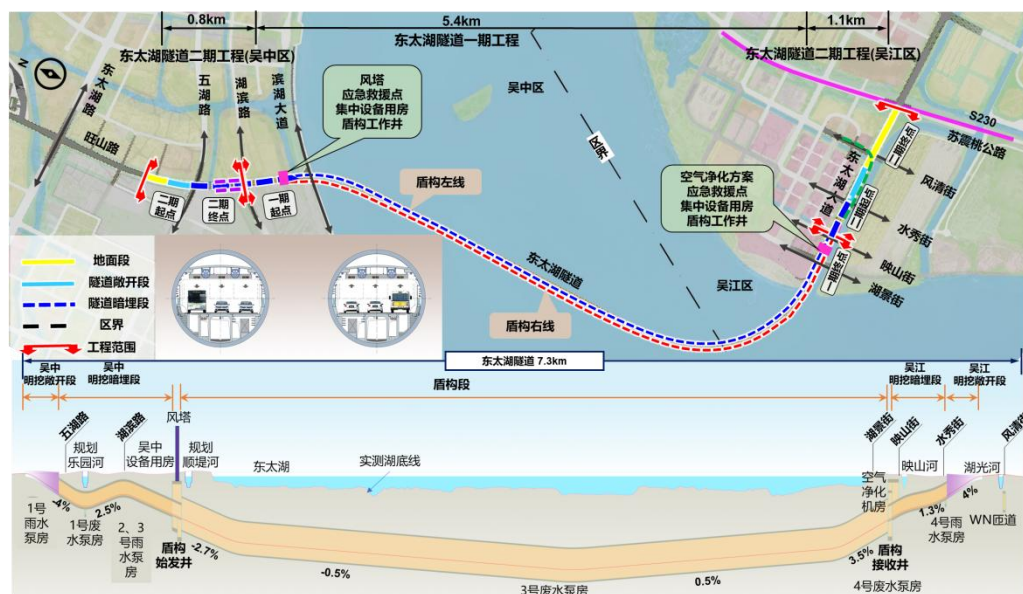 0.8km
5.4km
1.1km
东太湖隧道二期工程(吴中区)
东太湖隧道一期工程
东太湖隧道二期工程(吴江区)
N
东太湖路
旺山路
五湖路
湖滨路
滨湖大道
风塔
应急救援点
集中设备用房
盾构工作井
吴中区
区界
S230
苏震桃公路
二期终点
风清街
东太湖大道
二期起点
水秀街
映山街
湖景街
一期终点
空气净化方案
应急救援点
集中设备用房
盾构工作井
二期起点
二期终点
一期起点
盾构左线
东太湖隧道
盾构右线
吴江区
地面段
隧道敞开段
隧道暗埋段
区界
工程范围
东太湖隧道 7.3km
吴中
明挖敞开段
吴中
明挖暗埋段
盾构段
吴江
明挖暗埋段
吴江
明挖敞开段
五湖路
湖滨路
风塔
湖景街
映山街
水秀街
风清街
规划
乐园河
吴中
设备用房
规划
顺堤河
东太湖
实测湖底线
空气
净化
机房
映山河
湖光河
1号
雨水
泵房
-4%
1号废
水泵房
2.5%
2、3
号雨
水泵
房
盾构
始发井
-2.7%
-0.5%
3号废水泵房
0.5%
3.5%
盾构
接收井
4号废水泵房
1.3%
4号雨
水泵房
4%
WN匝道